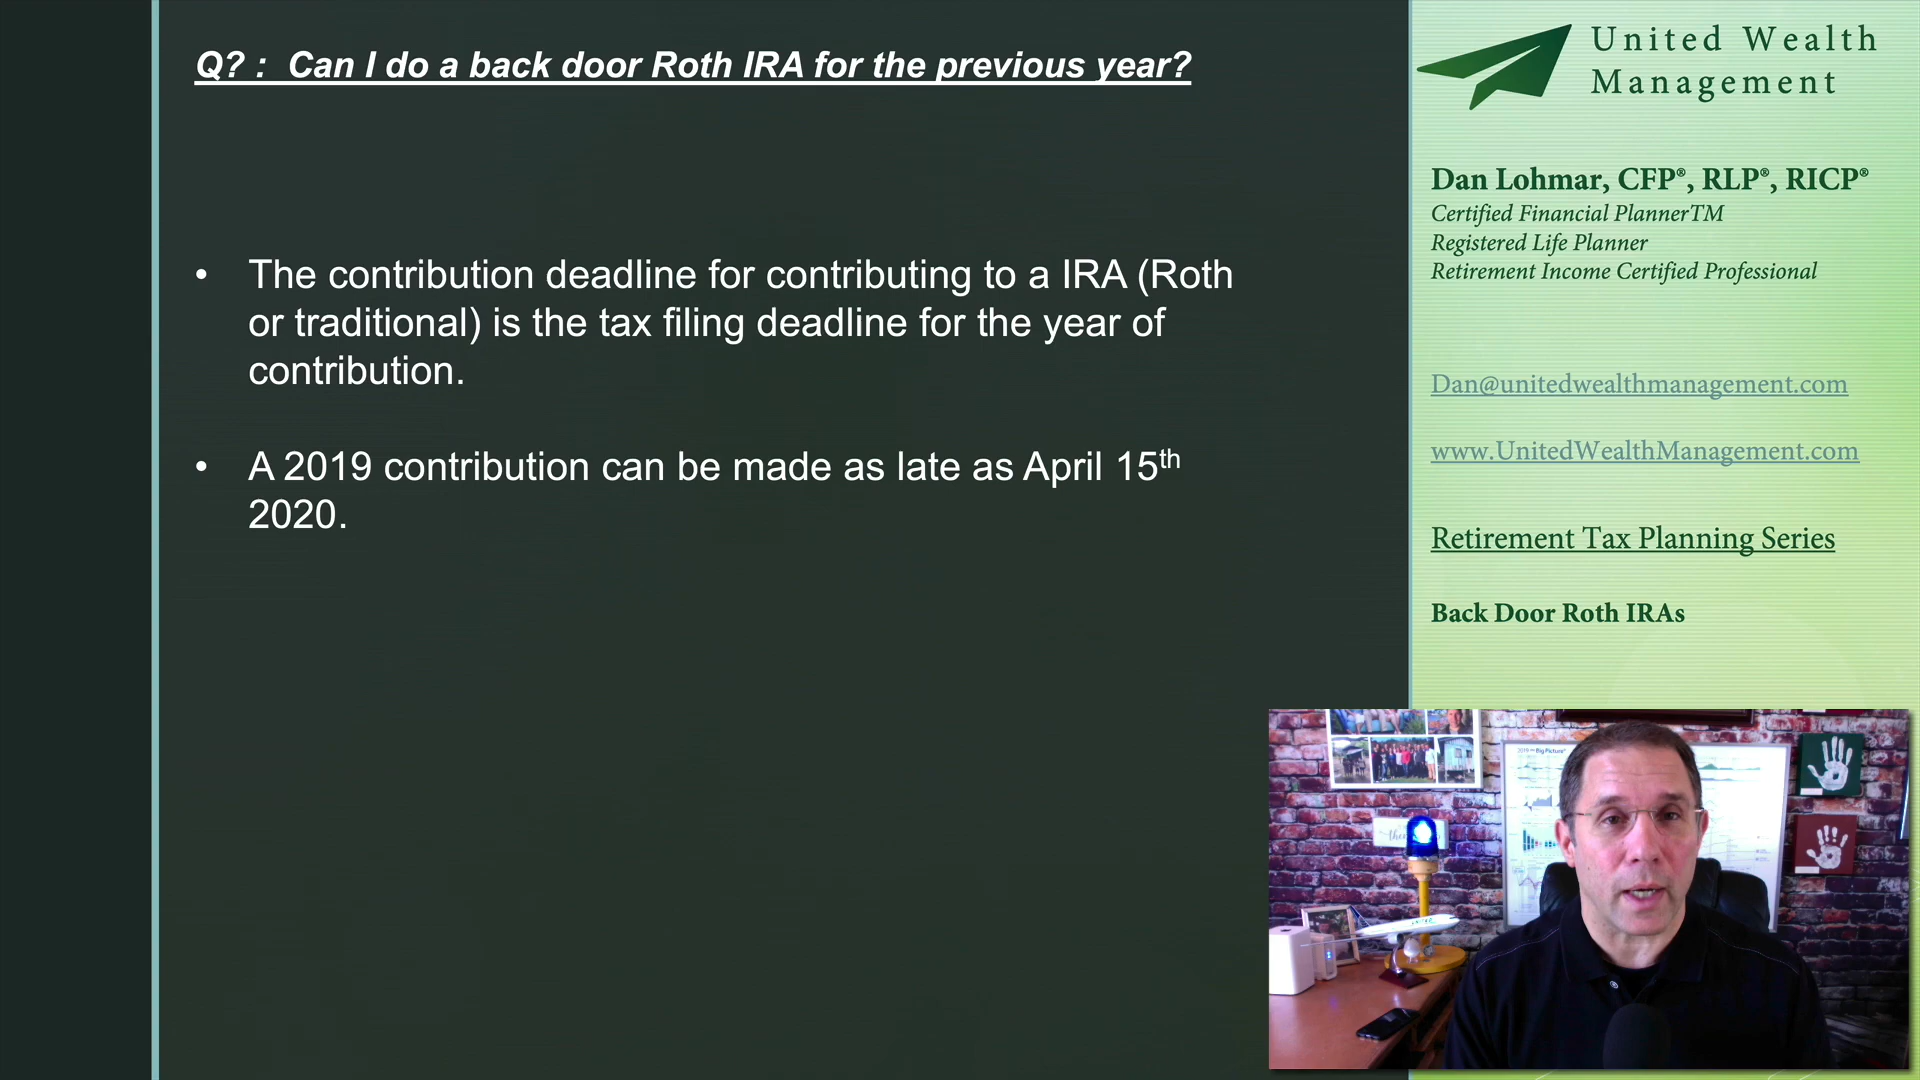 Q? : Can I do a back door Roth IRA for the previous year?
• The contribution deadline for contributing to a IRA (Roth
or traditional) is the tax filing deadline for the year of
contribution.
• A 2019 contribution can be made as late as April 15th
2020.
United Wealth
Management
Dan Lohmar, CFP®, RLP®, RICP®
Certified Financial PlannerTM
Registered Life Planner
Retirement Income Certified Professional
Dan@unitedwealthmanagement.com
www.UnitedWealthManagement.com
Retirement Tax Planning Series
Back Door Roth IRAs
UNITED